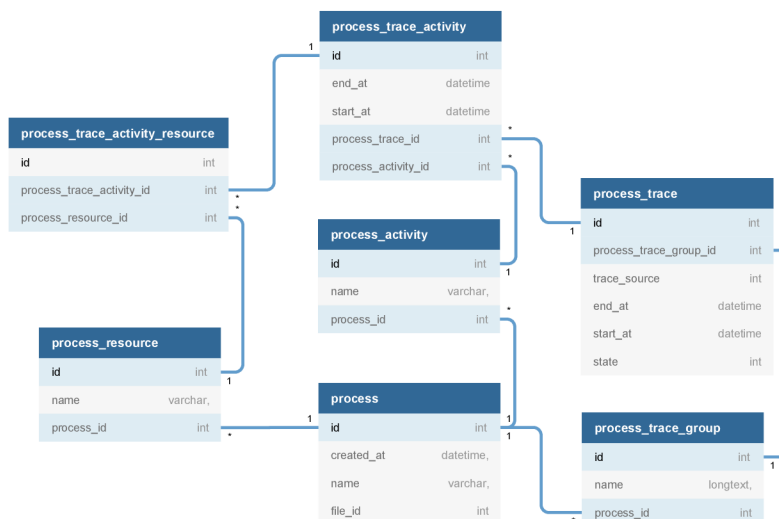 process_trace_activity
1
id int
end_at datetime
start_at datetime
process_trace_id int
*
process_activity_id int
*
process_trace_activity_resource
id int
process_trace_activity_id int
*
*
process_resource_id int
process_trace
id int
1
process_trace_group_id int
trace_source int
end_at datetime
start_at datetime
state int
process_activity
id int
1
name varchar,
*
process_id int
process_resource
id int
1
name varchar,
process_id int
*
process
1
id int
1
1
created_at datetime,
name varchar,
file_id int
process_trace_group
id int
1
name longtext,
process_id int